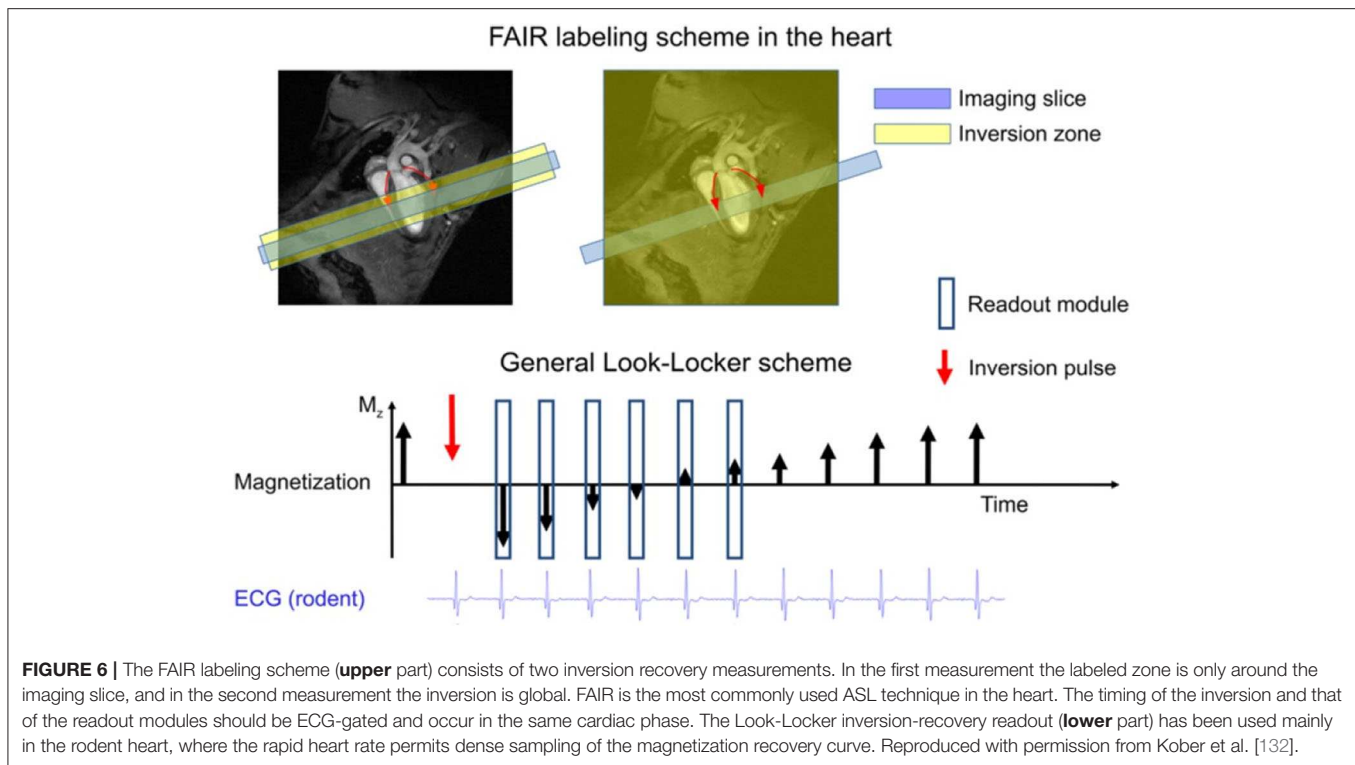 FAIR labeling scheme in the heart
Imaging slice
Inversion zone
Readout module
Inversion pulse
General Look-Locker scheme
Mz
Magnetization
Time
ECG (rodent)
FIGURE 6 | The FAIR labeling scheme (upper part) consists of two inversion recovery measurements. In the first measurement the labeled zone is only around the
imaging slice, and in the second measurement the inversion is global. FAIR is the most commonly used ASL technique in the heart. The timing of the inversion and that
of the readout modules should be ECG-gated and occur in the same cardiac phase. The Look-Locker inversion-recovery readout (lower part) has been used mainly
in the rodent heart, where the rapid heart rate permits dense sampling of the magnetization recovery curve. Reproduced with permission from Kober et al. [132].